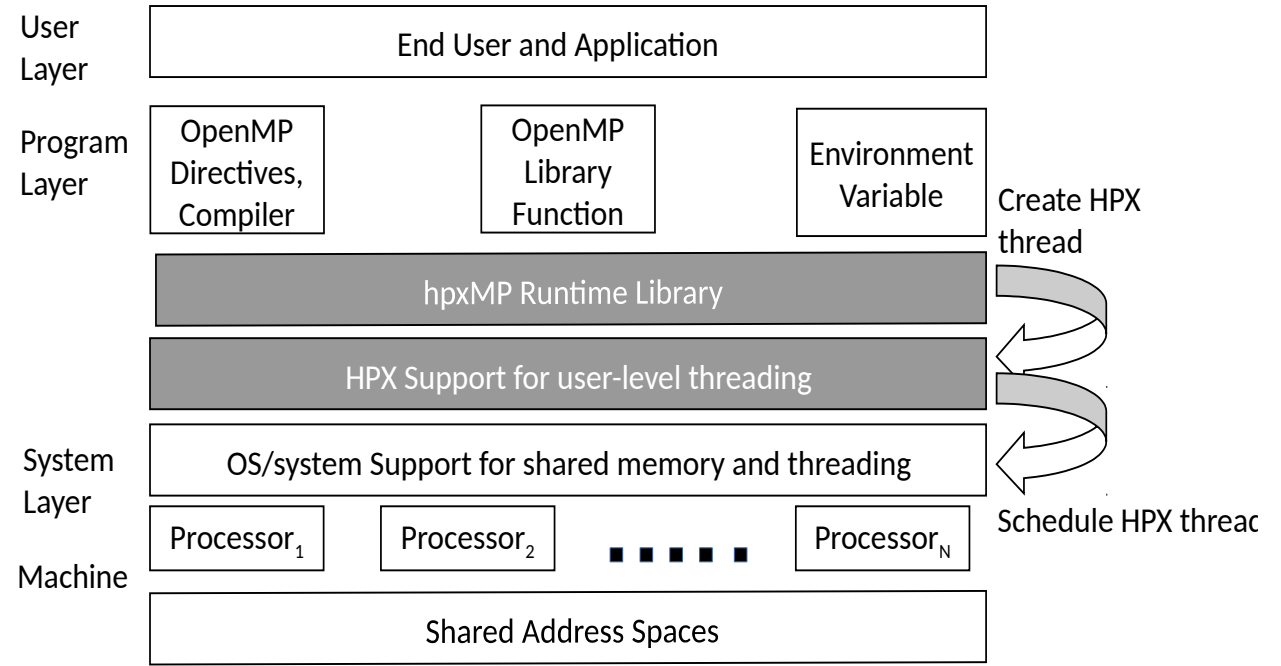 User
Layer
End User and Application
Program
Layer
OpenMP
Directives,
Compiler
OpenMP
Library
Function
Environment
Variable
Create HPX
thread
hpxMP Runtime Library
HPX Support for user-level threading
System
Layer
OS/system Support for shared memory and threading
Schedule HPX threac
Machine
Processor1
Processor2
ProcessorN
Shared Address Spaces